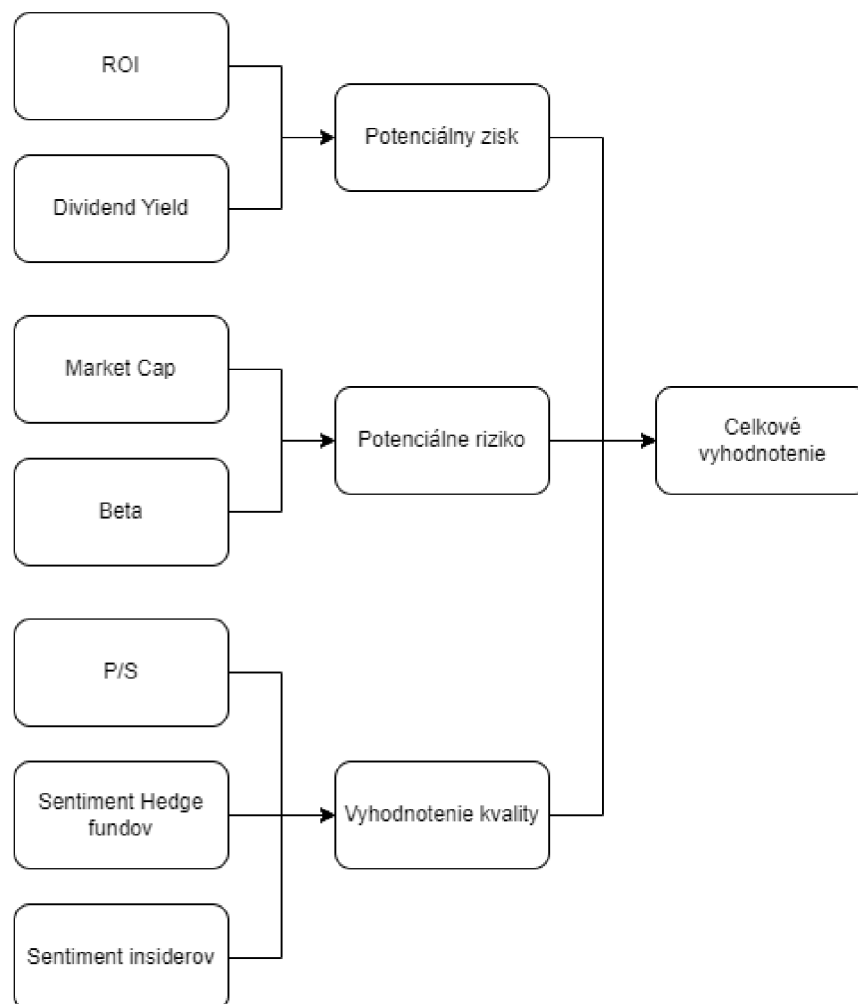 ROI
Potenciálny zisk
Dividend Yield
Market Cap
Potenciálne riziko
Celkové
vyhodnotenie
Beta
P/S
Sentiment Hedge
fundov
Vyhodnotenie kvality
Sentiment insiderov